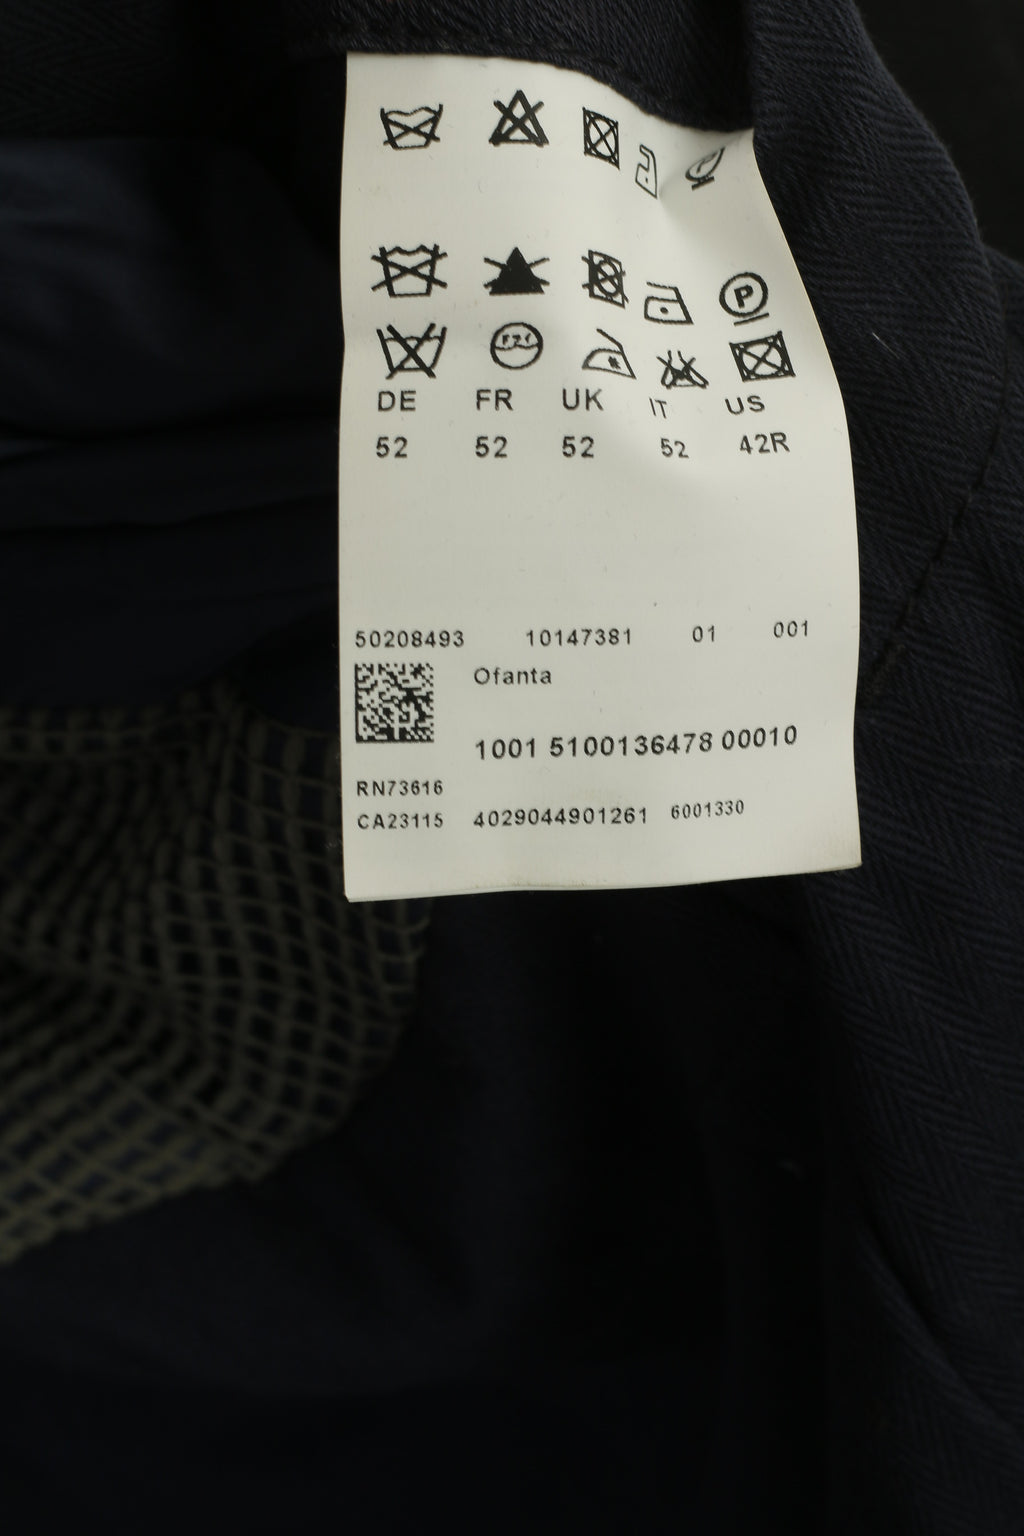 DE FR UK IT US
52 52 52 52 42R
50208493 10147381 01 001
Ofanta
1001 5100136478 00010
RN73616
CA23115 4029044901261 6001330